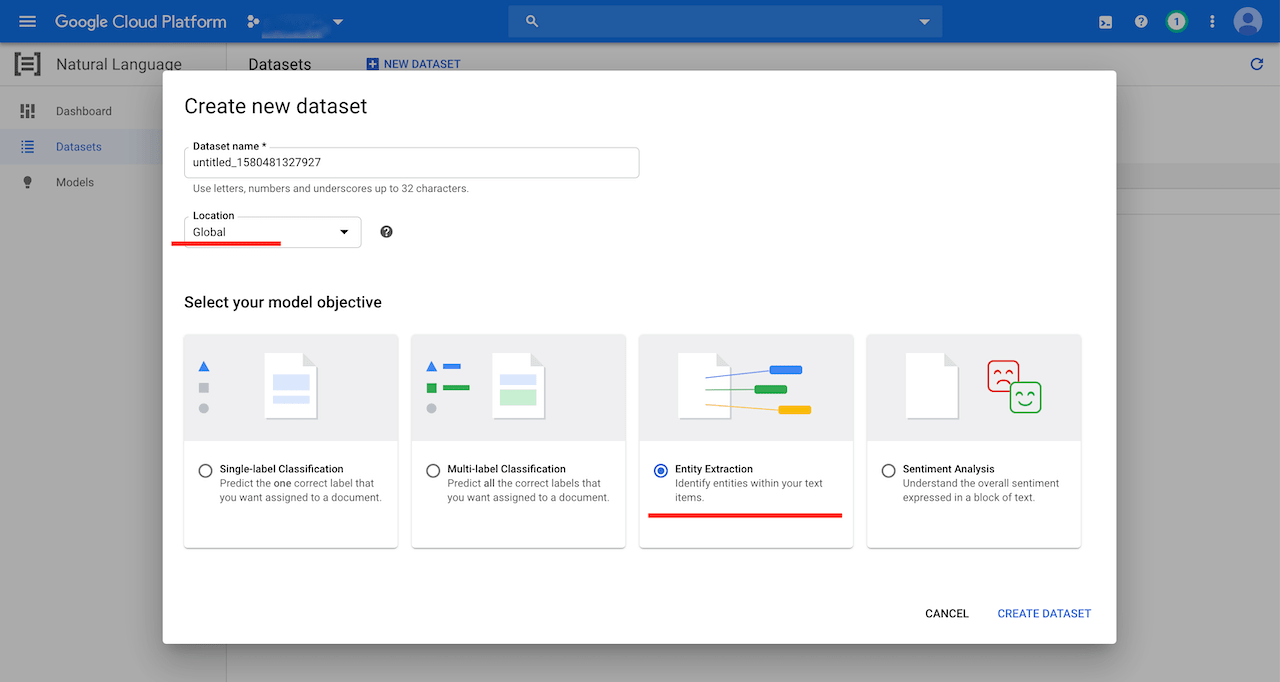 Google Cloud Platform
1
Natural Language
Datasets
NEW DATASET
Dashboard
Datasets
Models
Create new dataset
Dataset name *
untitled_1580481327927
Use letters, numbers and underscores up to 32 characters.
Location
Global
Select your model objective
Single-label Classification
Predict the one correct label that
you want assigned to a document.
Multi-label Classification
Predict all the correct labels that
you want assigned to a document.
Entity Extraction
Identify entities within your text
items.
Sentiment Analysis
Understand the overall sentiment
expressed in a block of text.
CANCEL
CREATE DATASET